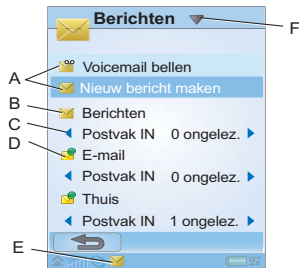 Berichten
F
A
Voicemail bellen
Nieuw bericht maken
B
Berichten
C
Postvak IN 0 ongelez.
D
E-mail
Postvak IN 0 ongelez.
Thuis
Postvak IN 1 ongelez.
E